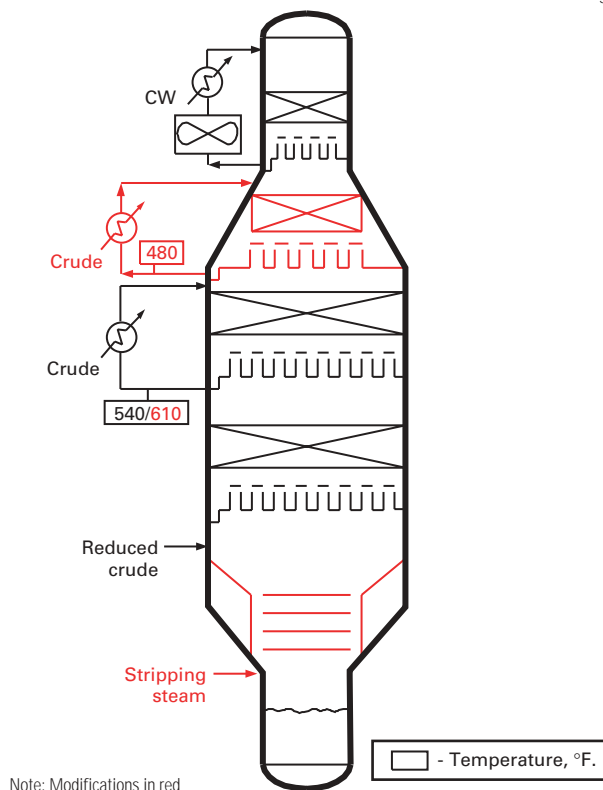 CW
480
Crude
Crude
540/610
Reduced
crude
Stripping
steam
- Temperature, °F.
Note: Modifications in red